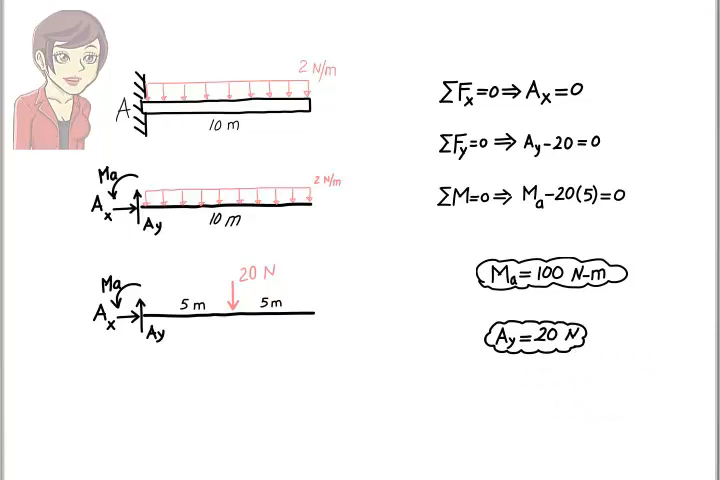 2 N/m
A
10 m
Ma
2 N/m
Ax
Ay
10 m
20 N
Ma
5 m
5 m
Ax
Ay
ΣFx=0⇒Ax=0
ΣFy=0⇒Ay-20=0
ΣM=0⇒Ma-20(5)=0
Ma=100 N-m
Ay=20 N